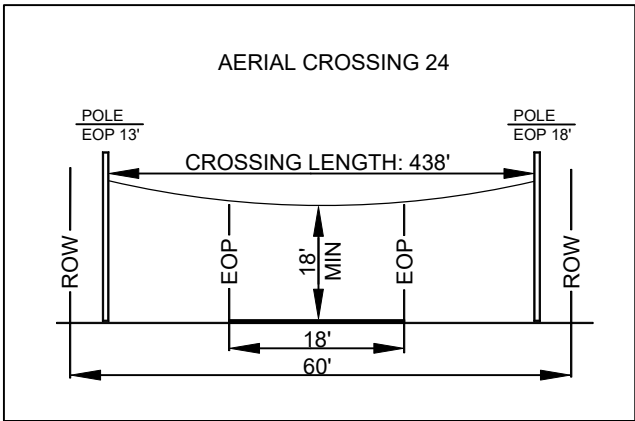 AERIAL CROSSING 24
POLE
EOP 13'
POLE
EOP 18'
CROSSING LENGTH: 438'
ROW
EOP
18'
MIN
EOP
ROW
18'
60'